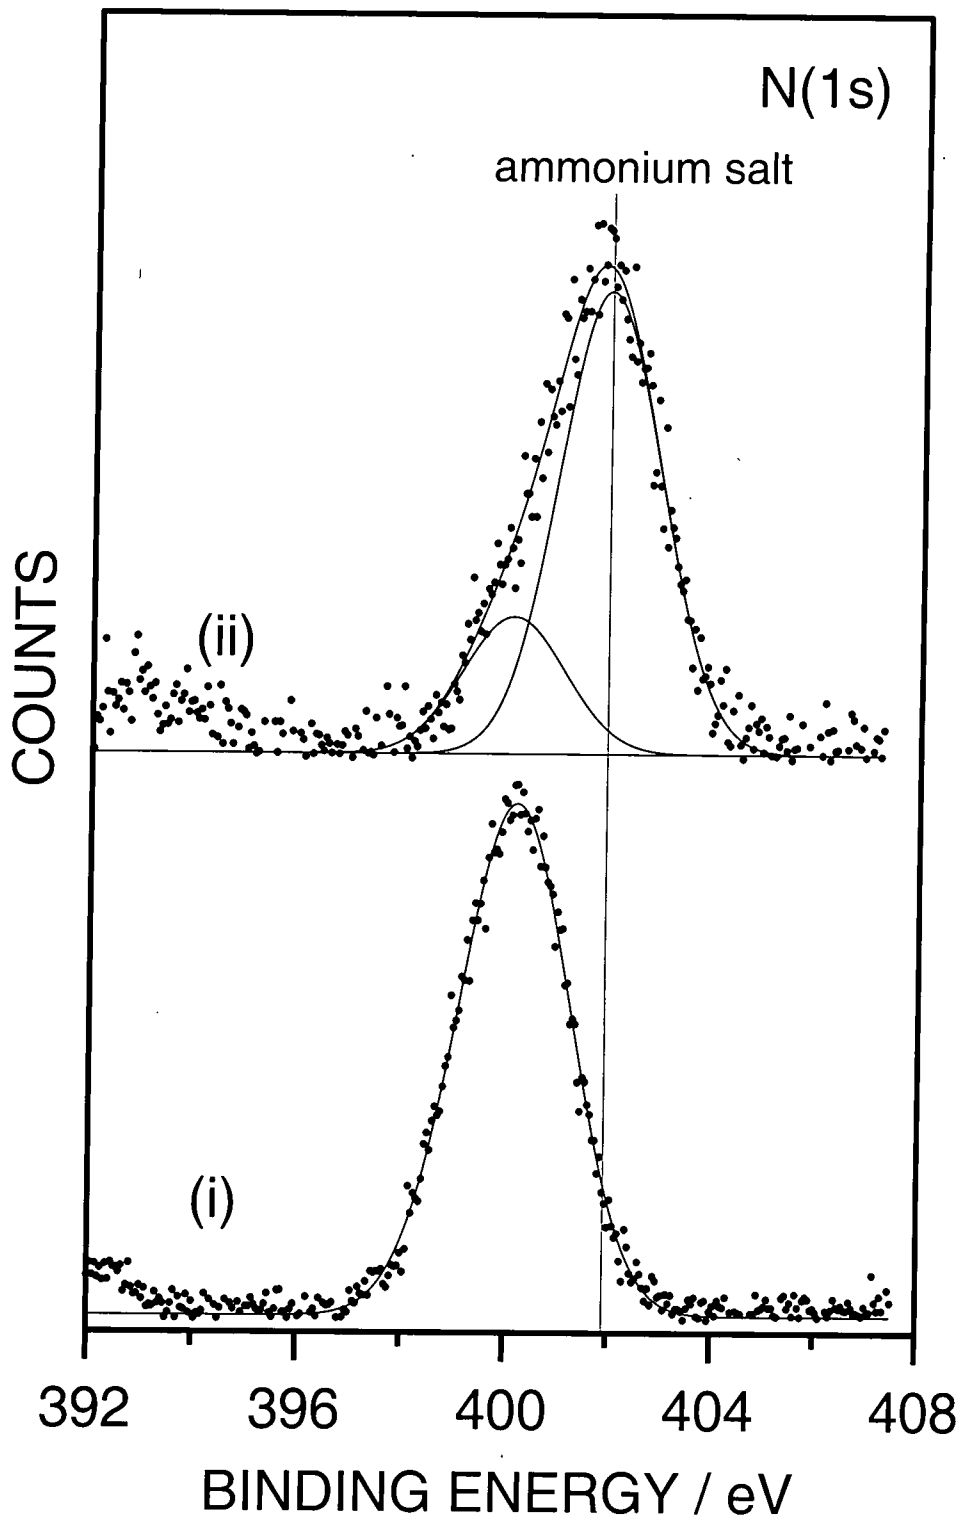 N(1s)
ammonium salt
COUNTS
(ii)
(i)
392 396 400 404 408
BINDING ENERGY / eV